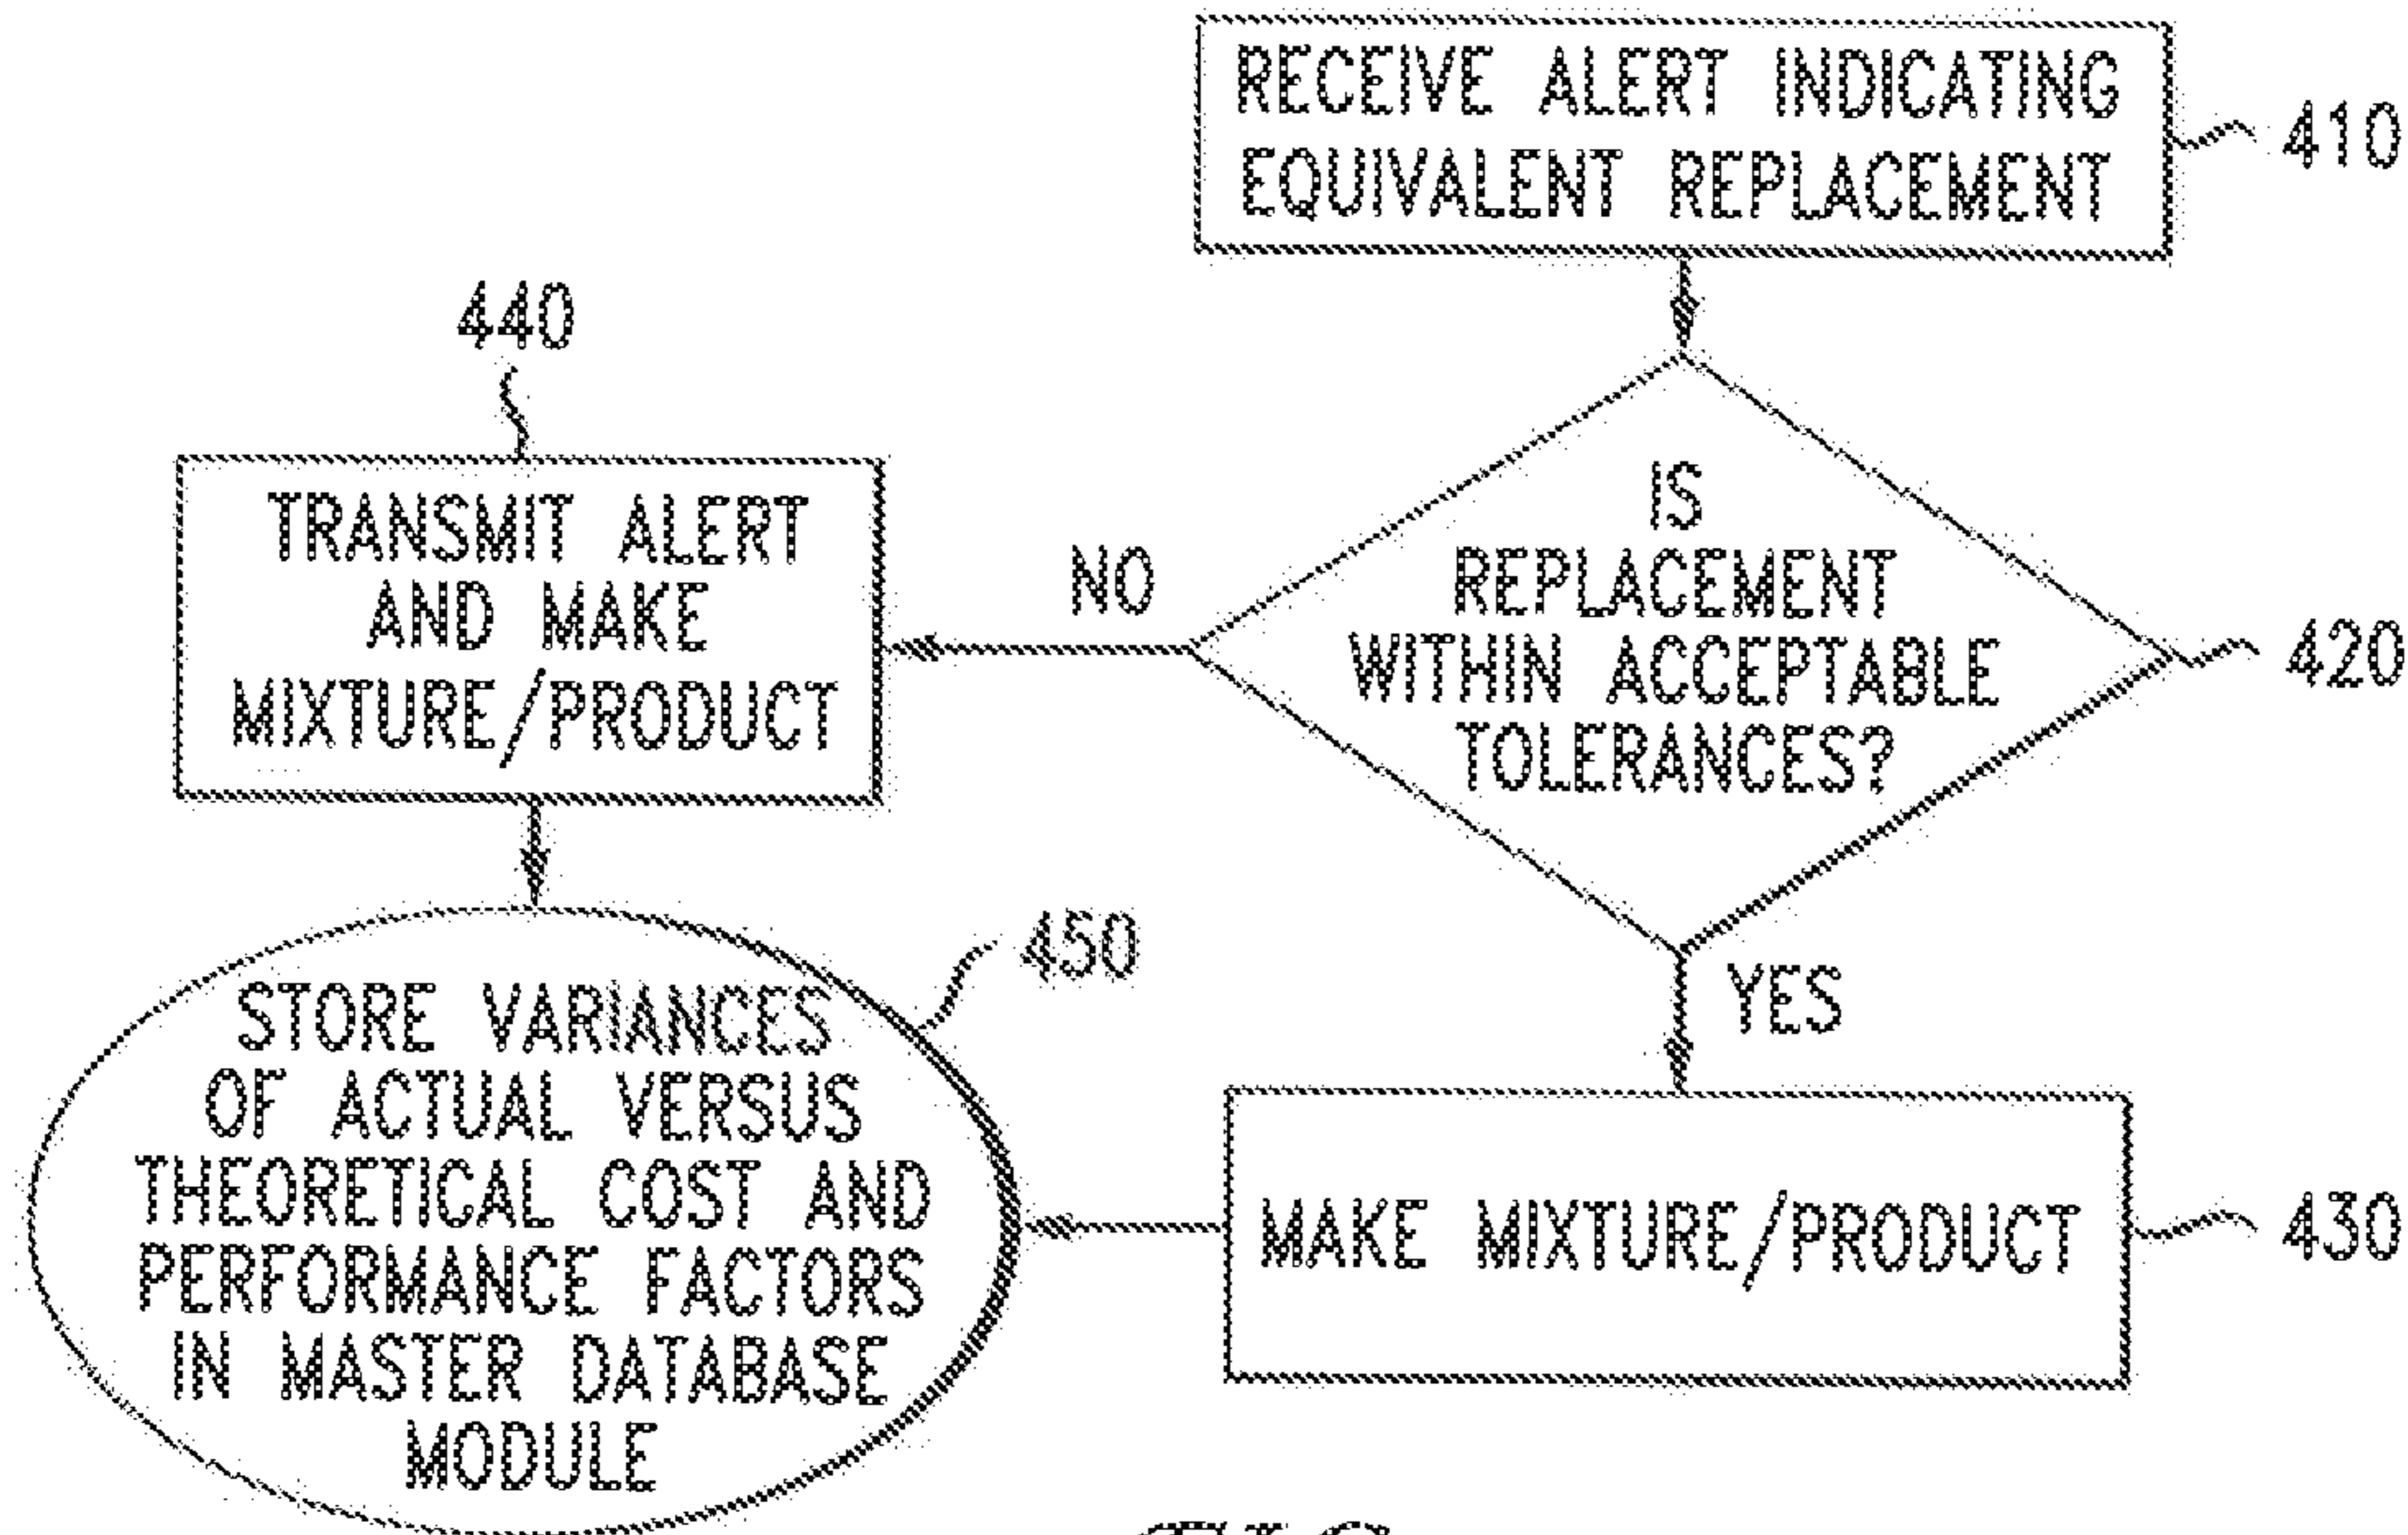 RECEIVE ALERT INDICATING
EQUIVALENT REPLACEMENT
410
440
TRANSMIT ALERT
AND MAKE
MIXTURE/PRODUCT
NO
IS
REPLACEMENT
WITHIN ACCEPTABLE
TOLERANCES?
420
YES
450
STORE VARIANCES
OF ACTUAL VERSUS
THEORETICAL COST AND
PERFORMANCE FACTORS
IN MASTER DATABASE
MODULE
MAKE MIXTURE/PRODUCT
430